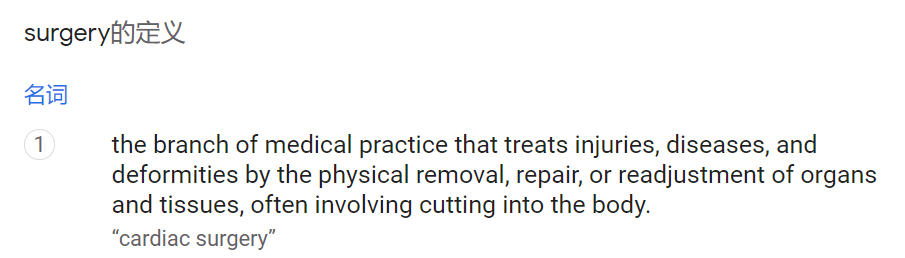 surgery的定义
名词
1
the branch of medical practice that treats injuries, diseases, and
deformities by the physical removal, repair, or readjustment of organs
and tissues, often involving cutting into the body.
“cardiac surgery”